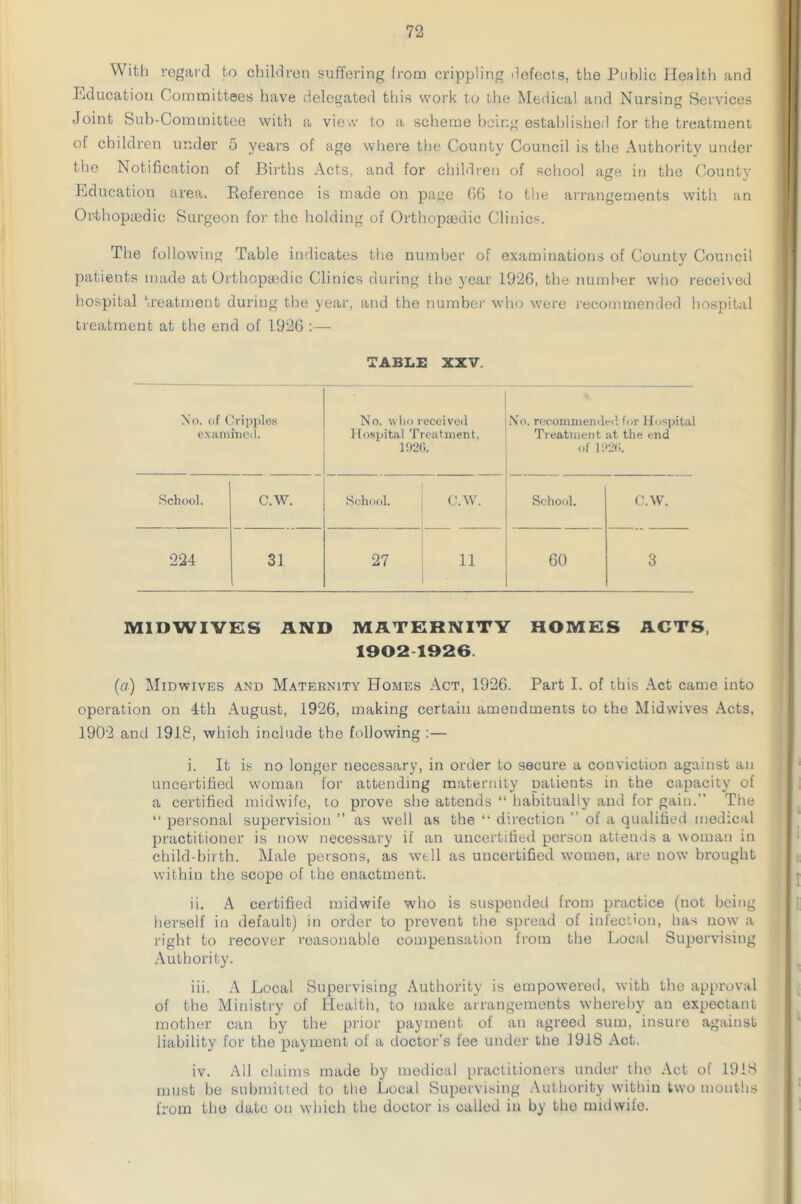 72
With regard to children suffering from crippling defects, the Public Health and
Education Committees have delegated this work to the Medical and Nursing Services
Joint Sub-Committee with a view to a scheme being established for the treatment
of children under 5 years of age where the County Council is the Authority under
the Notification of Births Acts, and for children of school age in the County
Education area. Reference is made on page 66 to the arrangements with an
Orthopædic Surgeon for the holding of Orthopædic Clinics.
The following Table indicates the number of examinations of County Council
patients made at Orthopædic Clinics during the year 1926, the number who received
hospital treatment during the year, and the number who were recommended hospital
treatment at the end of 1926 :—
TABLE XXV.
No. of Cripples examined. No. who received Hospital Treatment, 1926. No. recommended for Hospital Treatment at the end of 1926.
School. C.W. School. C.W. School. C.W.
224 31 27 11 60 3
MIDWIVES AND MATERNITY HOMES ACTS,
1902-1926.
(a) Midwives and Maternity Homes Act, 1926. Part I. of this Act came into
operation on 4th August, 1926, making certain amendments to the Midwives Acts,
1902 and 1918, which include the following :—
i. It is no longer necessary, in order to secure a conviction against an
uncertified woman for attending maternity patients in the capacity of
a certified midwife, to prove she attends “ habitually and for gain.” The
“ personal supervision ” as well as the “ direction ” of a qualified medical
practitioner is now necessary if an uncertified person attends a woman in
child-birth. Male persons, as well as uncertified women, are now brought
within the scope of the enactment.
ii. A certified midwife who is suspended from practice (not being
herself in default) in order to prevent the spread of infection, has now a
right to recover reasonable compensation from the Local Supervising
Authority.
iii. A Local Supervising Authority is empowered, with the approval
of the Ministry of Health, to make arrangements whereby an expectant
mother can by the prior payment of an agreed sum, insure against
liability for the payment of a doctor's fee under the 1918 Act.
iv. All claims made by medical practitioners under the Act of 1918
must be submitted to the Local Supervising Authority within two months
from the date on which the doctor is called in by the midwife.